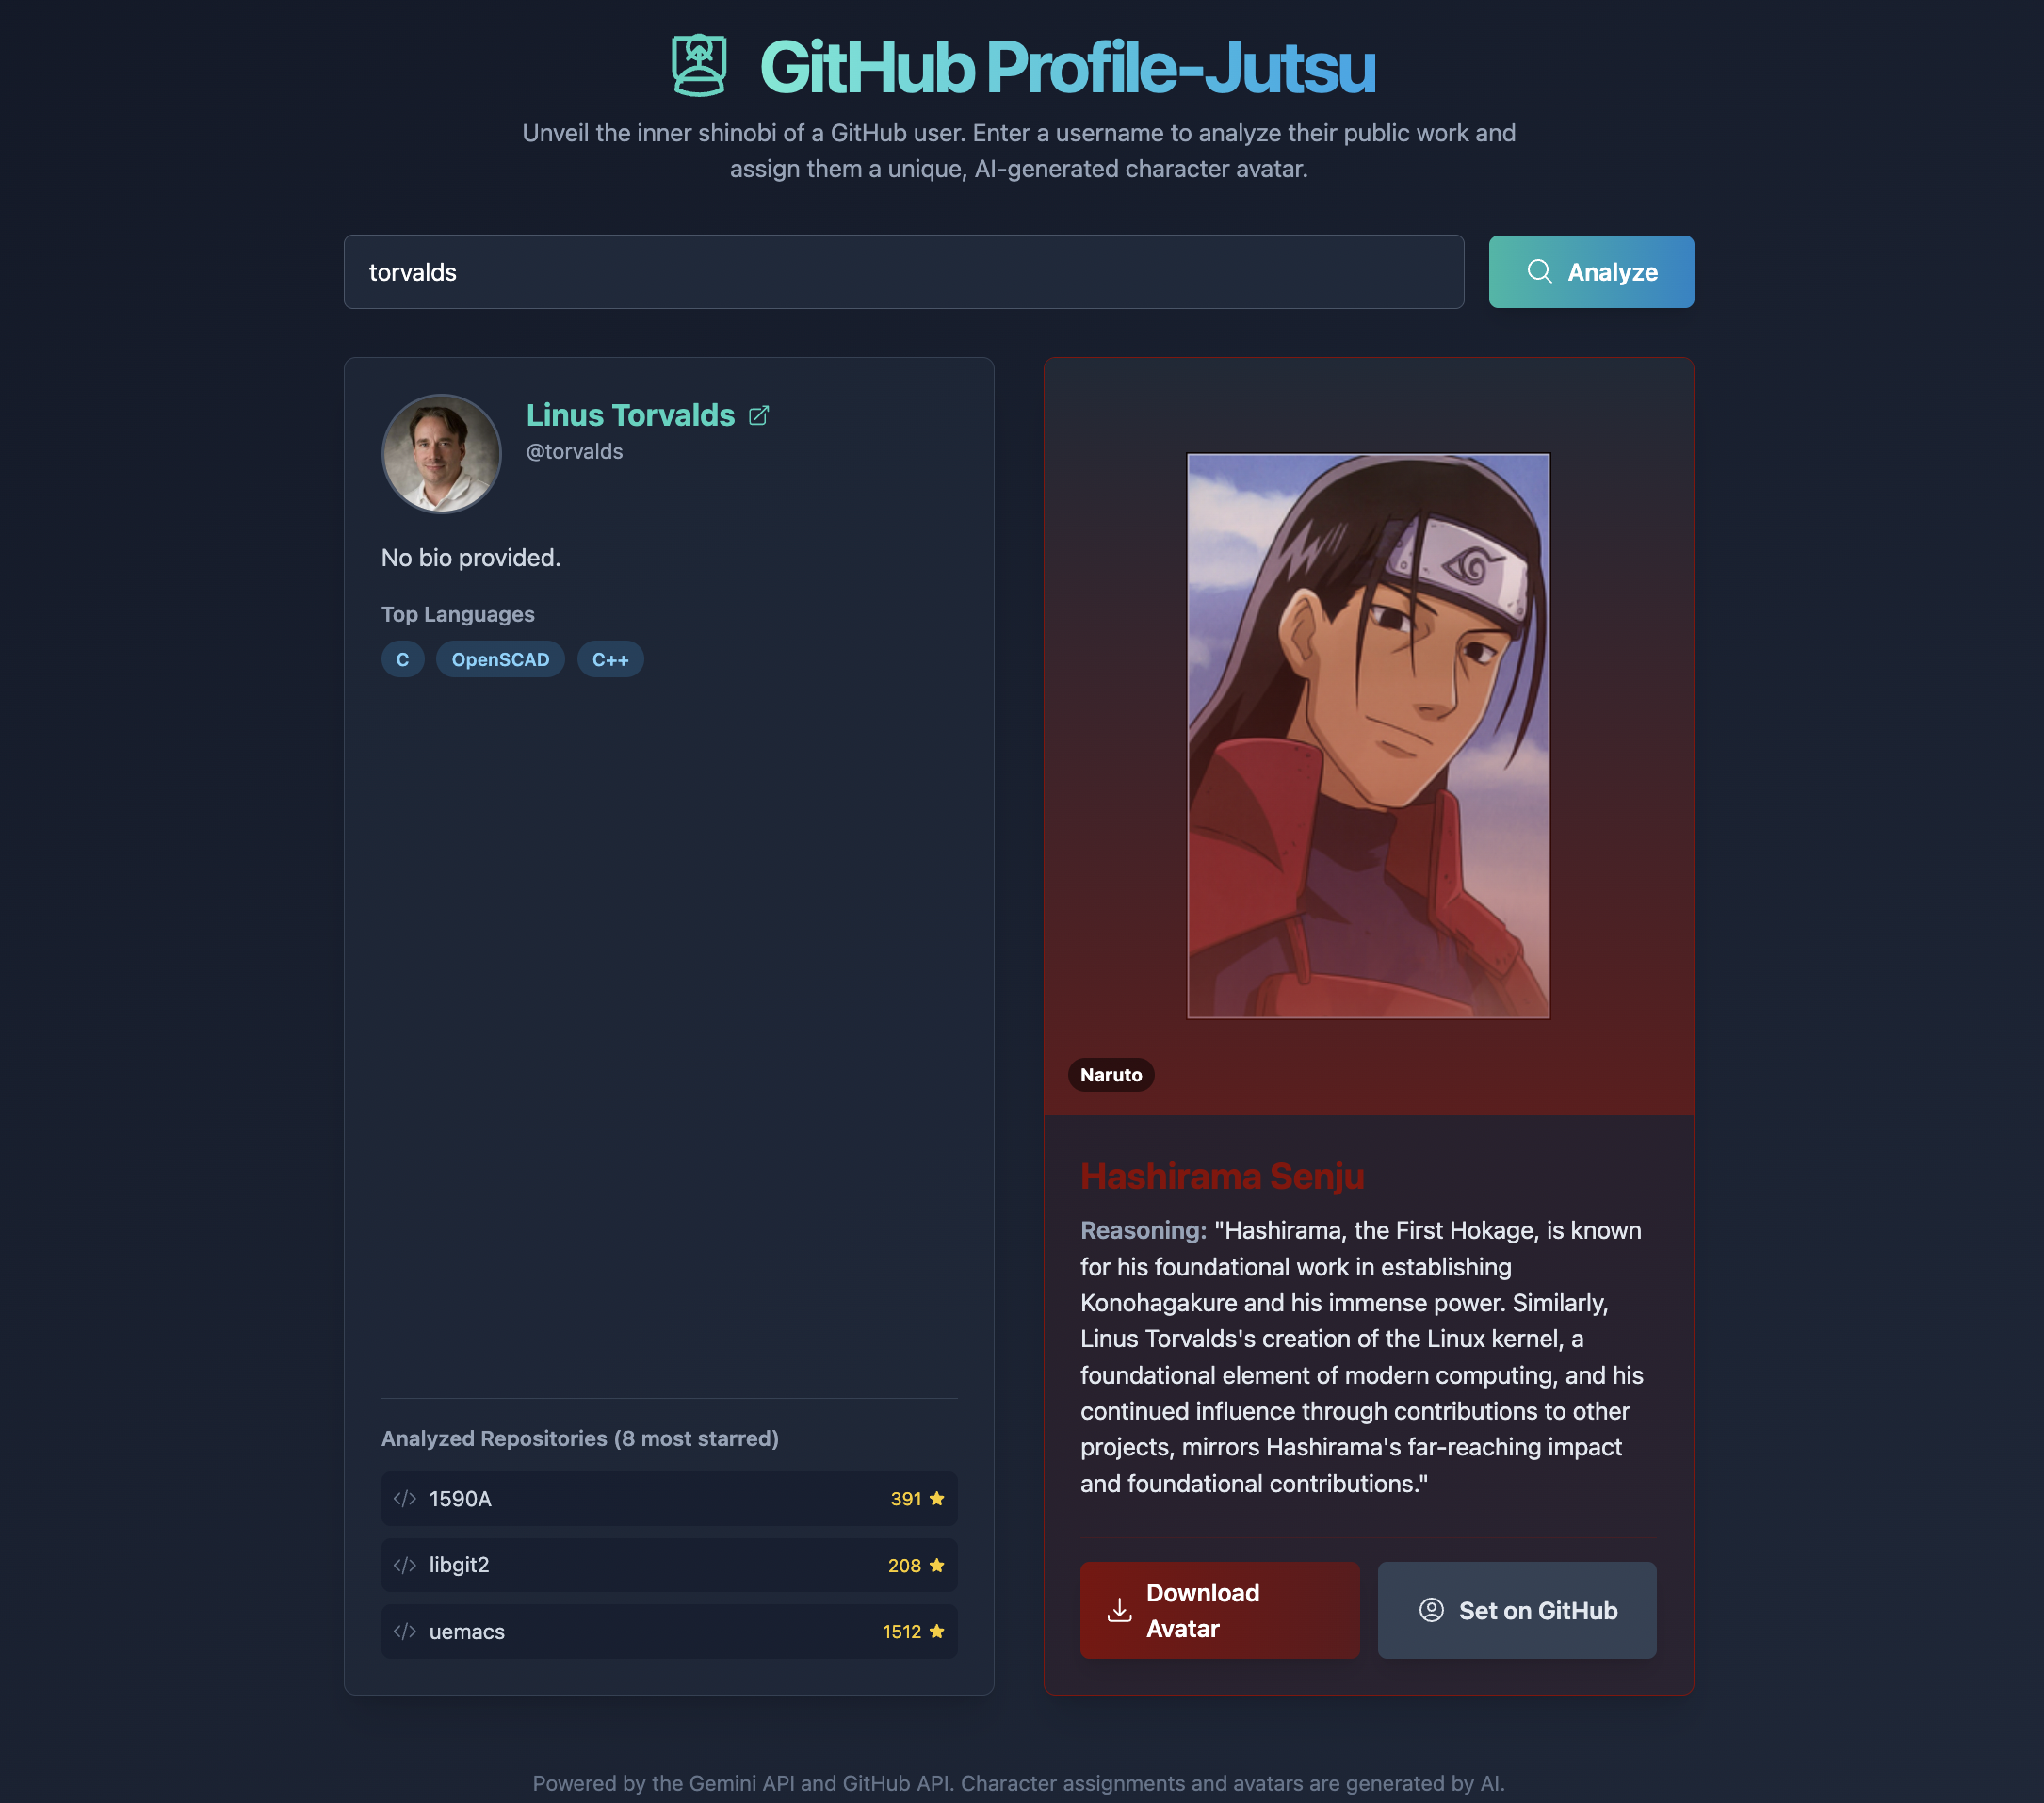 GitHub Profile-Jutsu
Unveil the inner shinobi of a GitHub user. Enter a username to analyze their public work and
assign them a unique, AI-generated character avatar.
torvalds
Analyze
Linus Torvalds
@torvalds
No bio provided.
Top Languages
C
OpenSCAD
C++
Analyzed Repositories (8 most starred)
1590A
391
libgit2
208
uemacs
1512
Naruto
Hashirama Senju
Reasoning: "Hashirama, the First Hokage, is known
for his foundational work in establishing
Konohagakure and his immense power. Similarly,
Linus Torvalds's creation of the Linux kernel, a
foundational element of modern computing, and his
continued influence through contributions to other
projects, mirrors Hashirama's far-reaching impact
and foundational contributions."
Download
Avatar
Set on GitHub
Powered by the Gemini API and GitHub API. Character assignments and avatars are generated by AI.